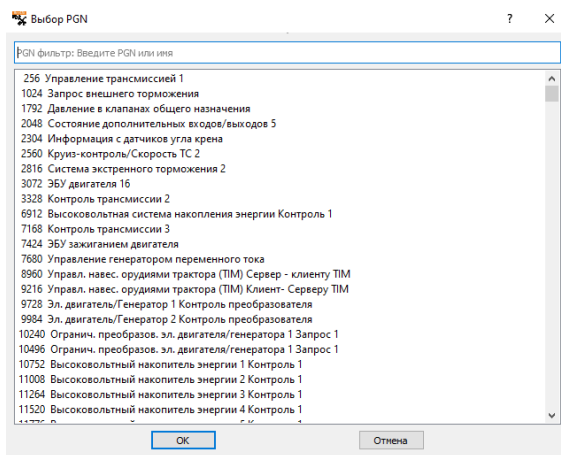 Выбор PGN
?
PGN фильтр: Введите PGN или имя
256 Управление трансмиссией 1
1024 Запрос внешнего торможения
1792 Давление в клапанах общего назначения
2048 Состояние дополнительных входов/выходов 5
2304 Информация с датчиков угла крена
2560 Круиз-контроль/Скорость ТС 2
2816 Система экстренного торможения 2
3072 ЭБУ двигателя 16
3328 Контроль трансмиссии 2
6912 Высоковольтная система накопления энергии Контроль 1
7168 Контроль трансмиссии 3
7424 ЭБУ зажиганием двигателя
7680 Управление генератором переменного тока
8960 Управл. навес. орудиями трактора (TIM) Сервер - клиенту TIM
9216 Управл. навес. орудиями трактора (TIM) Клиент- Серверу TIM
9728 Эл. двигатель/Генератор 1 Контроль преобразователя
9984 Эл. двигатель/Генератор 2 Контроль преобразователя
10240 Огранич. преобразов. эл. двигателя/генератора 1 Запрос 1
10496 Огранич. преобразов. эл. двигателя/генератора 1 Запрос 1
10752 Высоковольтный накопитель энергии 1 Контроль 1
11008 Высоковольтный накопитель энергии 2 Контроль 1
11264 Высоковольтный накопитель энергии 3 Контроль 1
11520 Высоковольтный накопитель энергии 4 Контроль 1
OK
Отмена